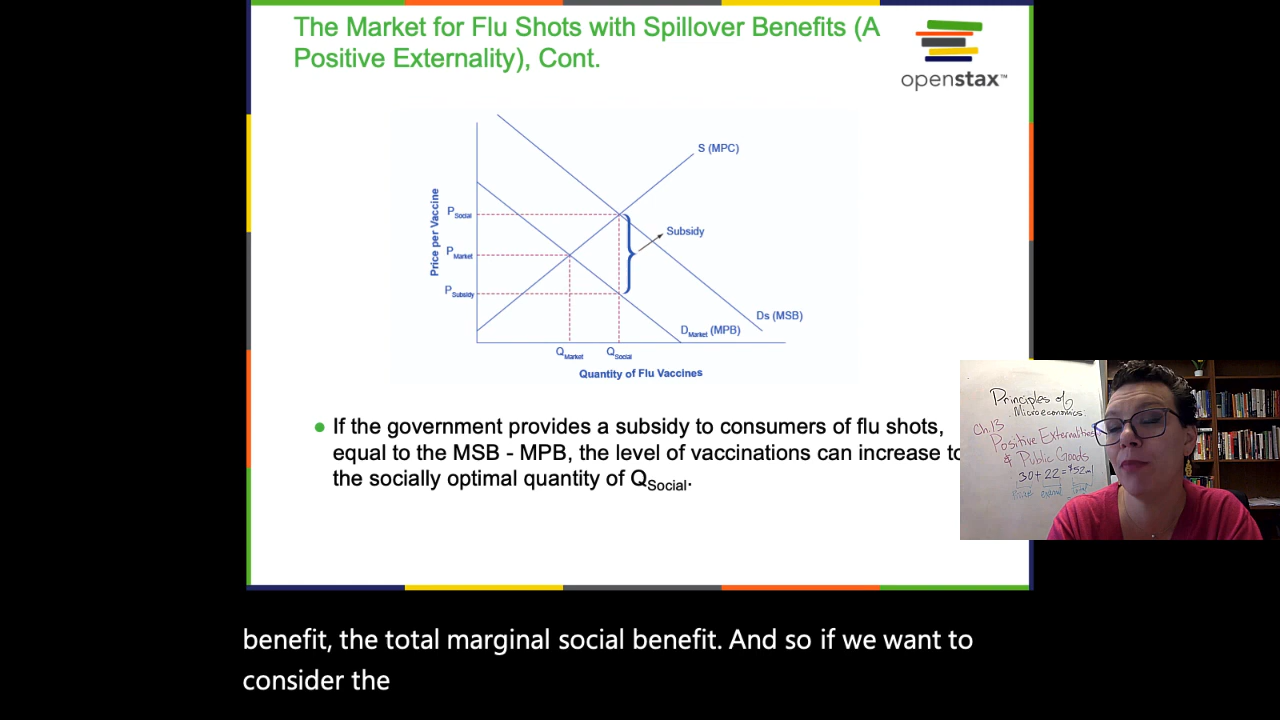 The Market for Flu Shots with Spillover Benefits (A
Positive Externality), Cont.
openstax™
S (MPC)
P Social
Subsidy
P Market
Price per Vaccine
P Subsidy
Ds (MSB)
D Market (MPB)
Q Market
Q Social
Quantity of Flu Vaccines
If the government provides a subsidy to consumers of flu shots,
equal to the MSB - MPB, the level of vaccinations can increase to
the socially optimal quantity of QSocial.
Principles of
Microeconomics:
Ch.13
Positive Externalities
& Public Goods
30+22=$52
benefit, the total marginal social benefit. And so if we want to
consider the